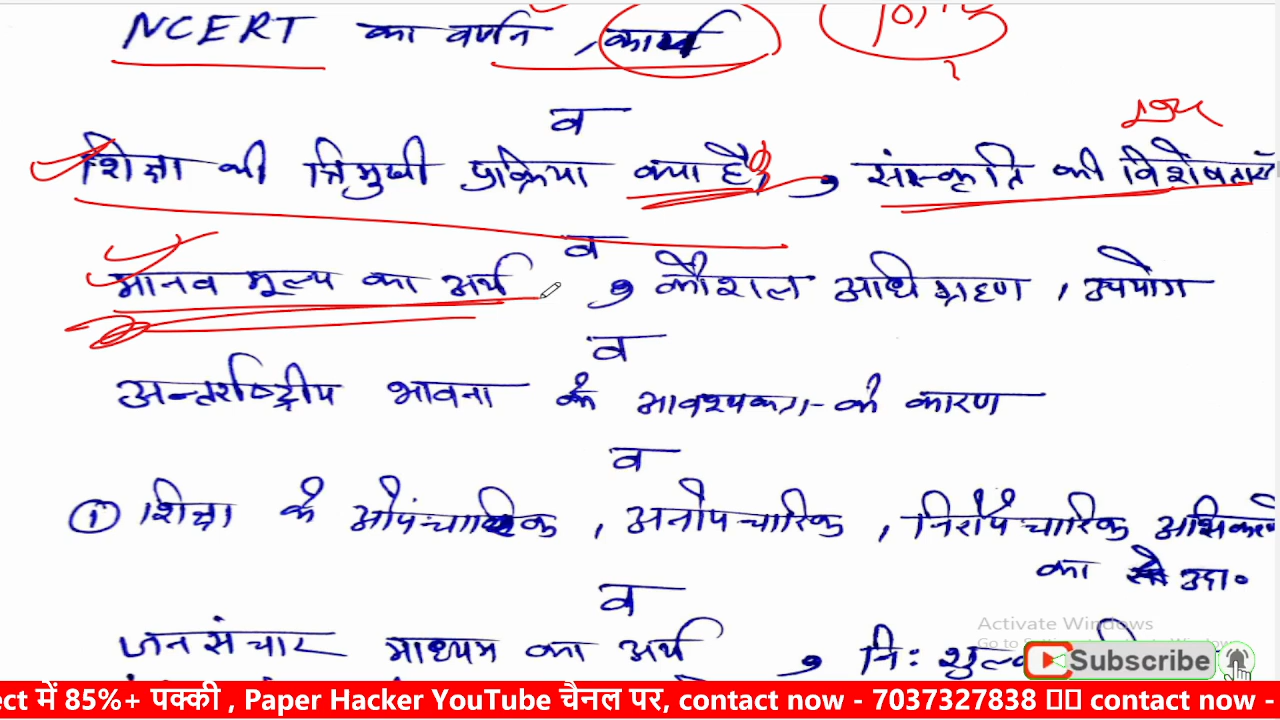 NCERT का वर्णन , कार्य
व
शिक्षा की त्रिमुखी प्रक्रिया क्या है , संस्कृति की विशेषताएँ
व
मानव मूल्य का अर्थ , कौशल अधिग्रहण , उपयोग
व
अन्तर्राष्ट्रीय भावना के आवश्यकता के कारण
व
① शिक्षा के औपचारिक , अनौपचारिक , निरौपचारिक अभिकरणों
का उदा॰
व
जनसंचार माध्यम का अर्थ , नि: शुल्क
Activate Windows
Subscribe
ect में 85%+ पक्की , Paper Hacker YouTube चैनल पर, contact now - 7037327838 contact now -